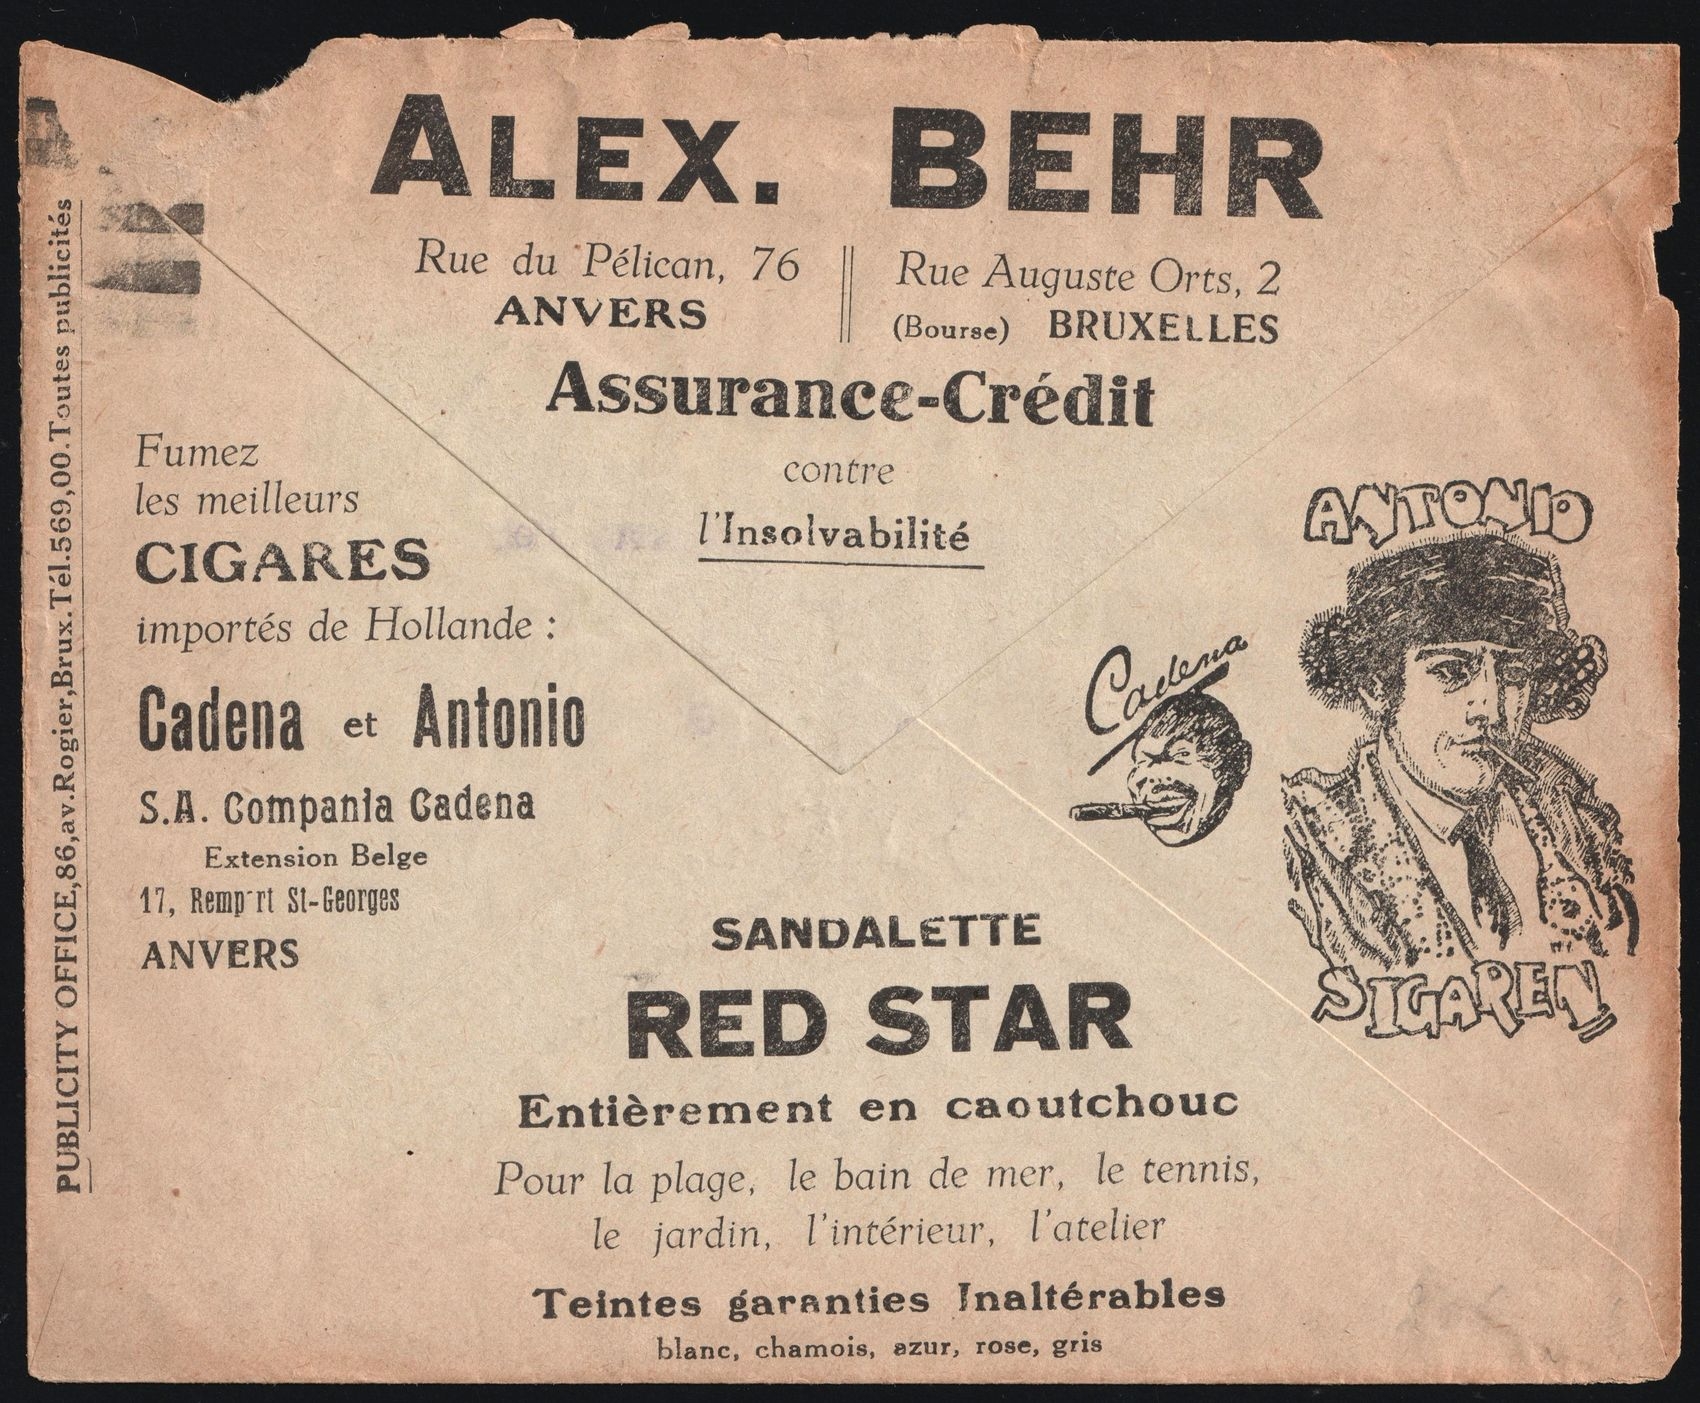 ALEX. BEHR
Rue du Pélican, 76
ANVERS
Rue Auguste Orts, 2
(Bourse) BRUXELLES
Assurance-Crédit
contre
l'Insolvabilité
PUBLICITY OFFICE,86,av.Rogier,Brux.Tél.569,00.Toutes publicités
Fumez
les meilleurs
CIGARES
importés de Hollande :
Cadena et Antonio
S.A. Compania Cadena
Extension Belge
17, Remp rt St-Georges
ANVERS
Cadena
ANTONIO
SIGAREN
SANDALETTE
RED STAR
Entièrement en caoutchouc
Pour la plage, le bain de mer, le tennis,
le jardin, l'intérieur, l'atelier
Teintes garanties Inaltérables
blanc, chamois, azur, rose, gris